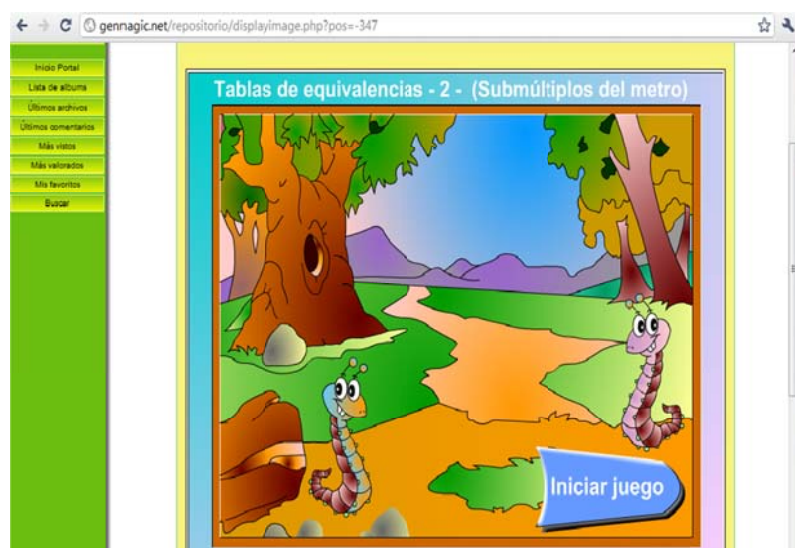 genmagic.net/repositorio/displayimage.php?pos=-347
Inicio Portal
Lista de albums
Últimos archivos
Últimos comentarios
Más vistos
Más valorados
Mis favoritos
Buscar
Tablas de equivalencias - 2 - (Submúltiplos del metro)
Iniciar juego